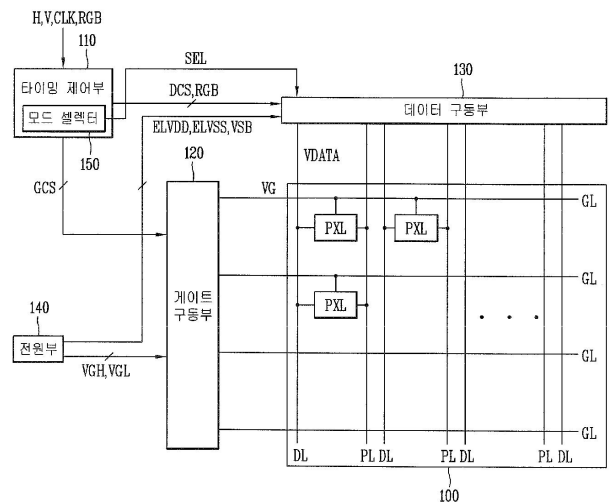 H,V,CLK,RGB
110
SEL
타이밍 제어부
모드 셀렉터
150
DCS,RGB
130
데이터 구동부
ELVDD,ELVSS,VSB
120
VDATA
GCS
VG
GL
PXL
PXL
GL
PXL
게이트
구동부
140
전원부
VGH,VGL
GL
GL
DL
PL
DL
PL
DL
PL
DL
100